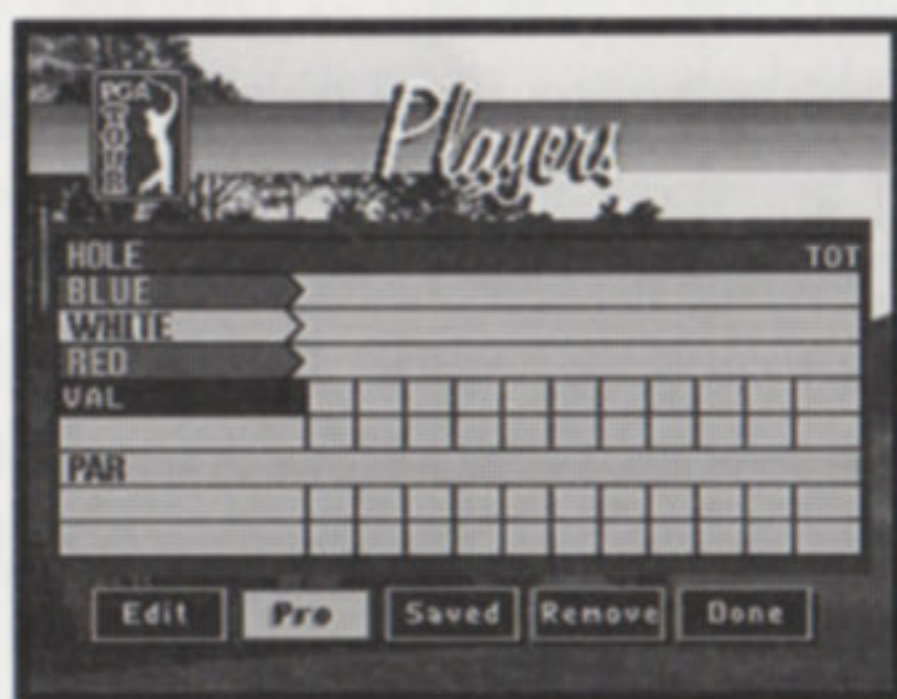 PGA TOUR
Players
HOLE TOT
BLUE
WHITE
RED
VAL
PAR
Edit Pro Saved Remove Done